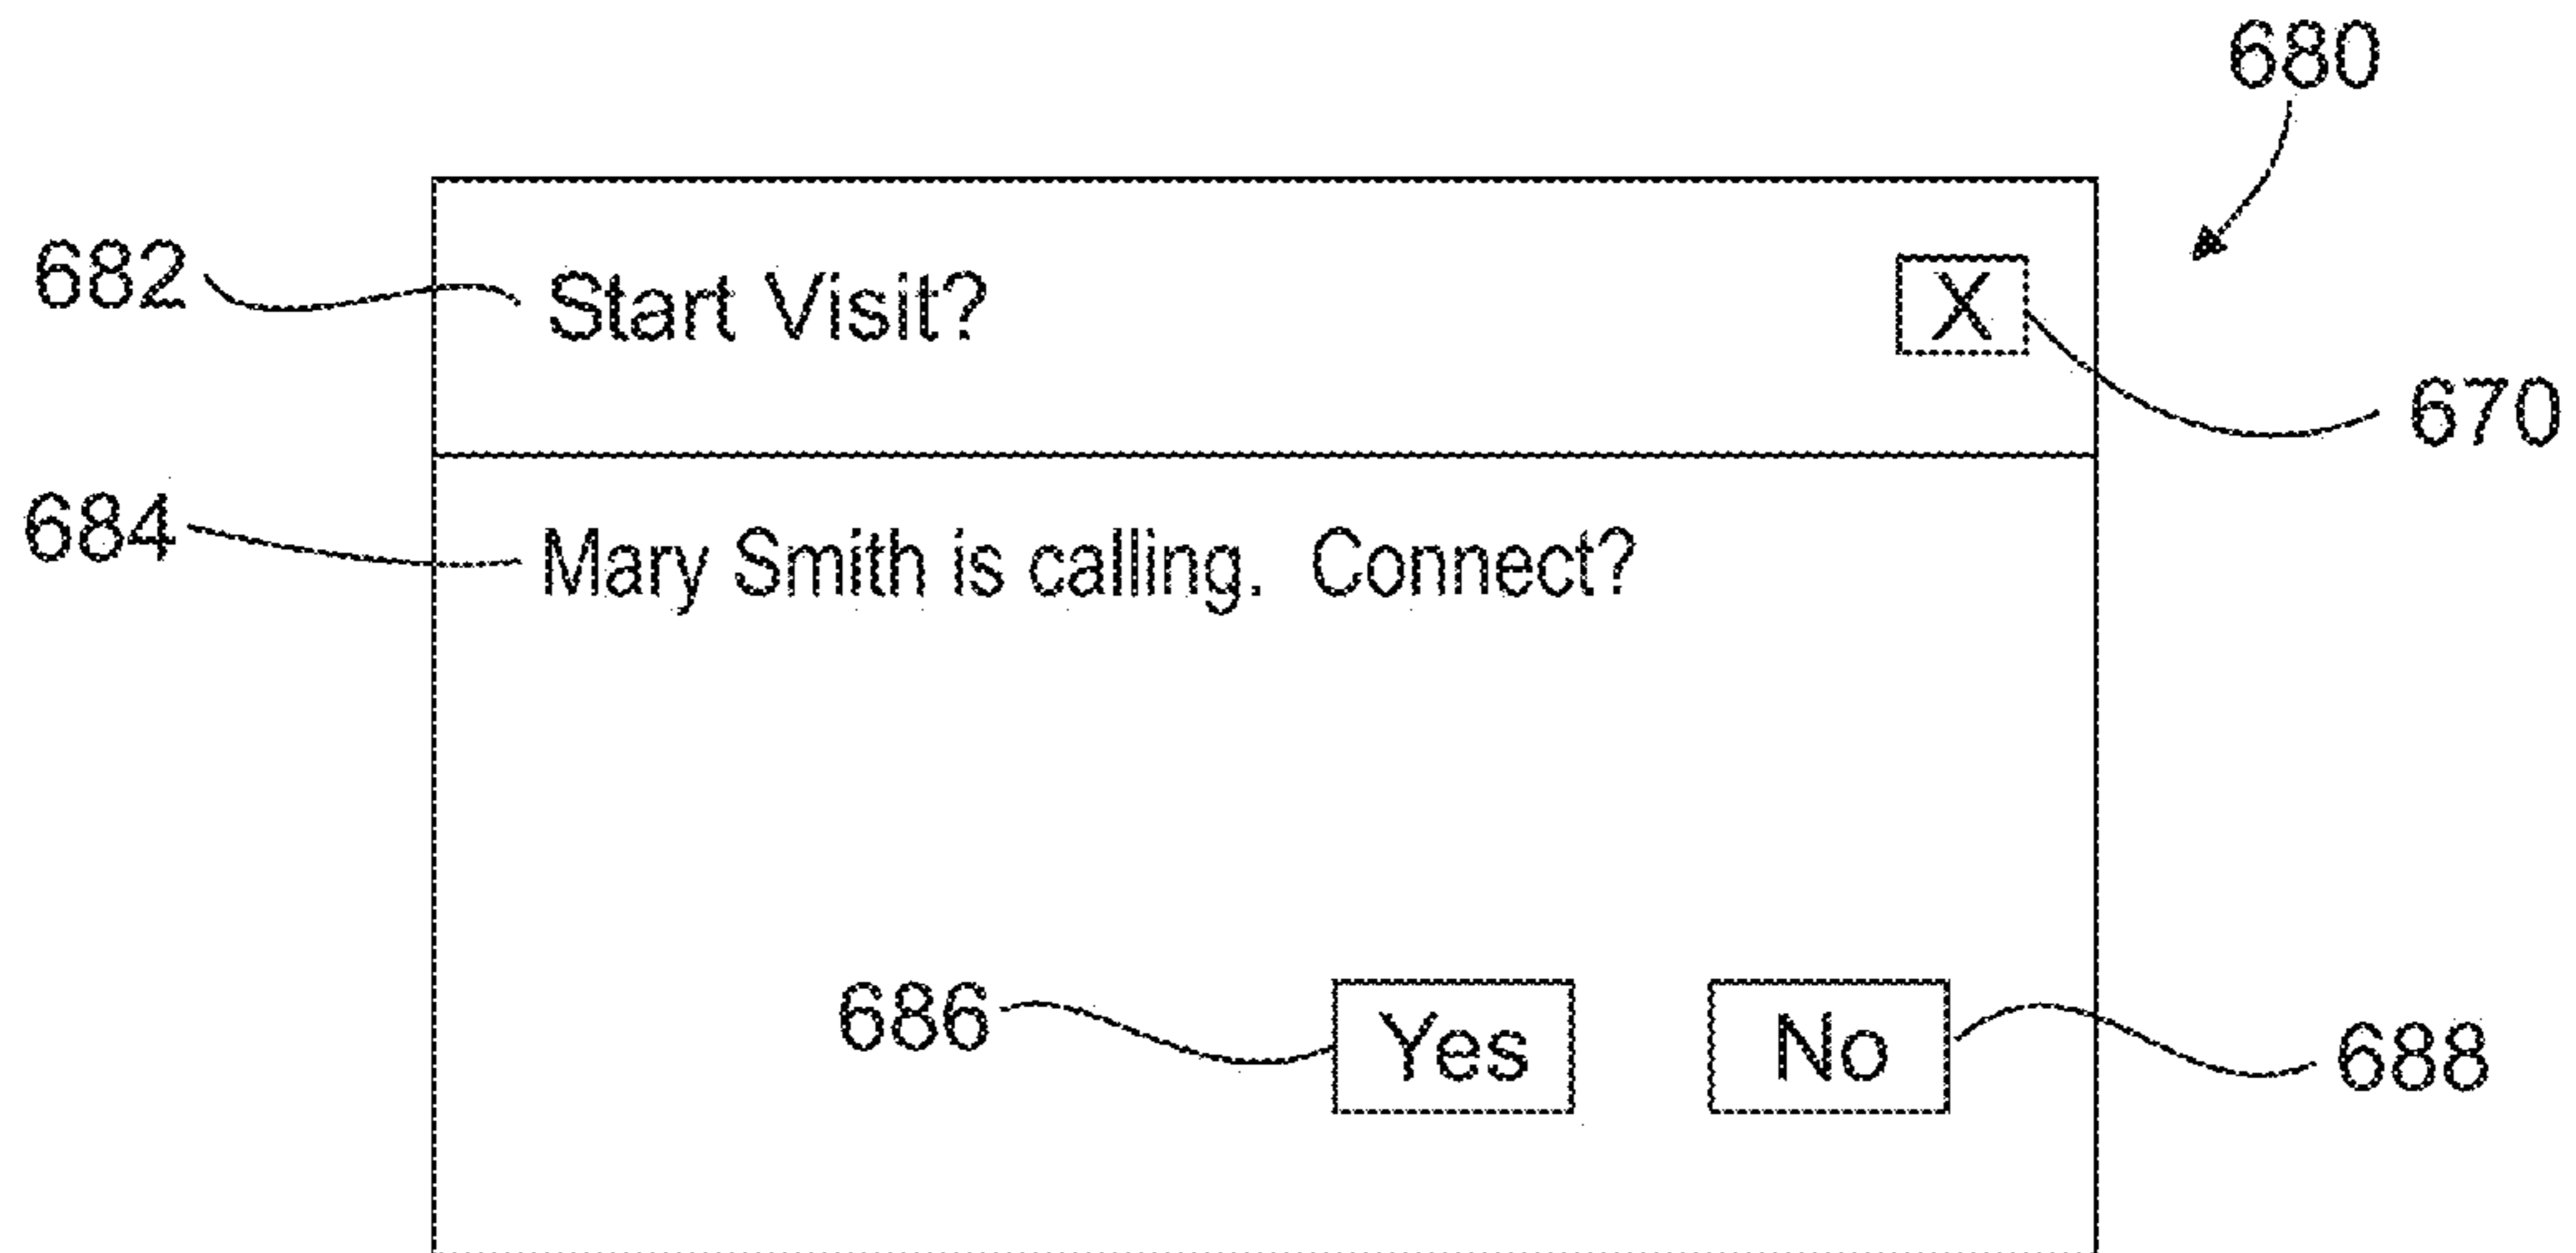 680
682 Start Visit? X
670
684 Mary Smith is calling. Connect?
686 Yes No 688